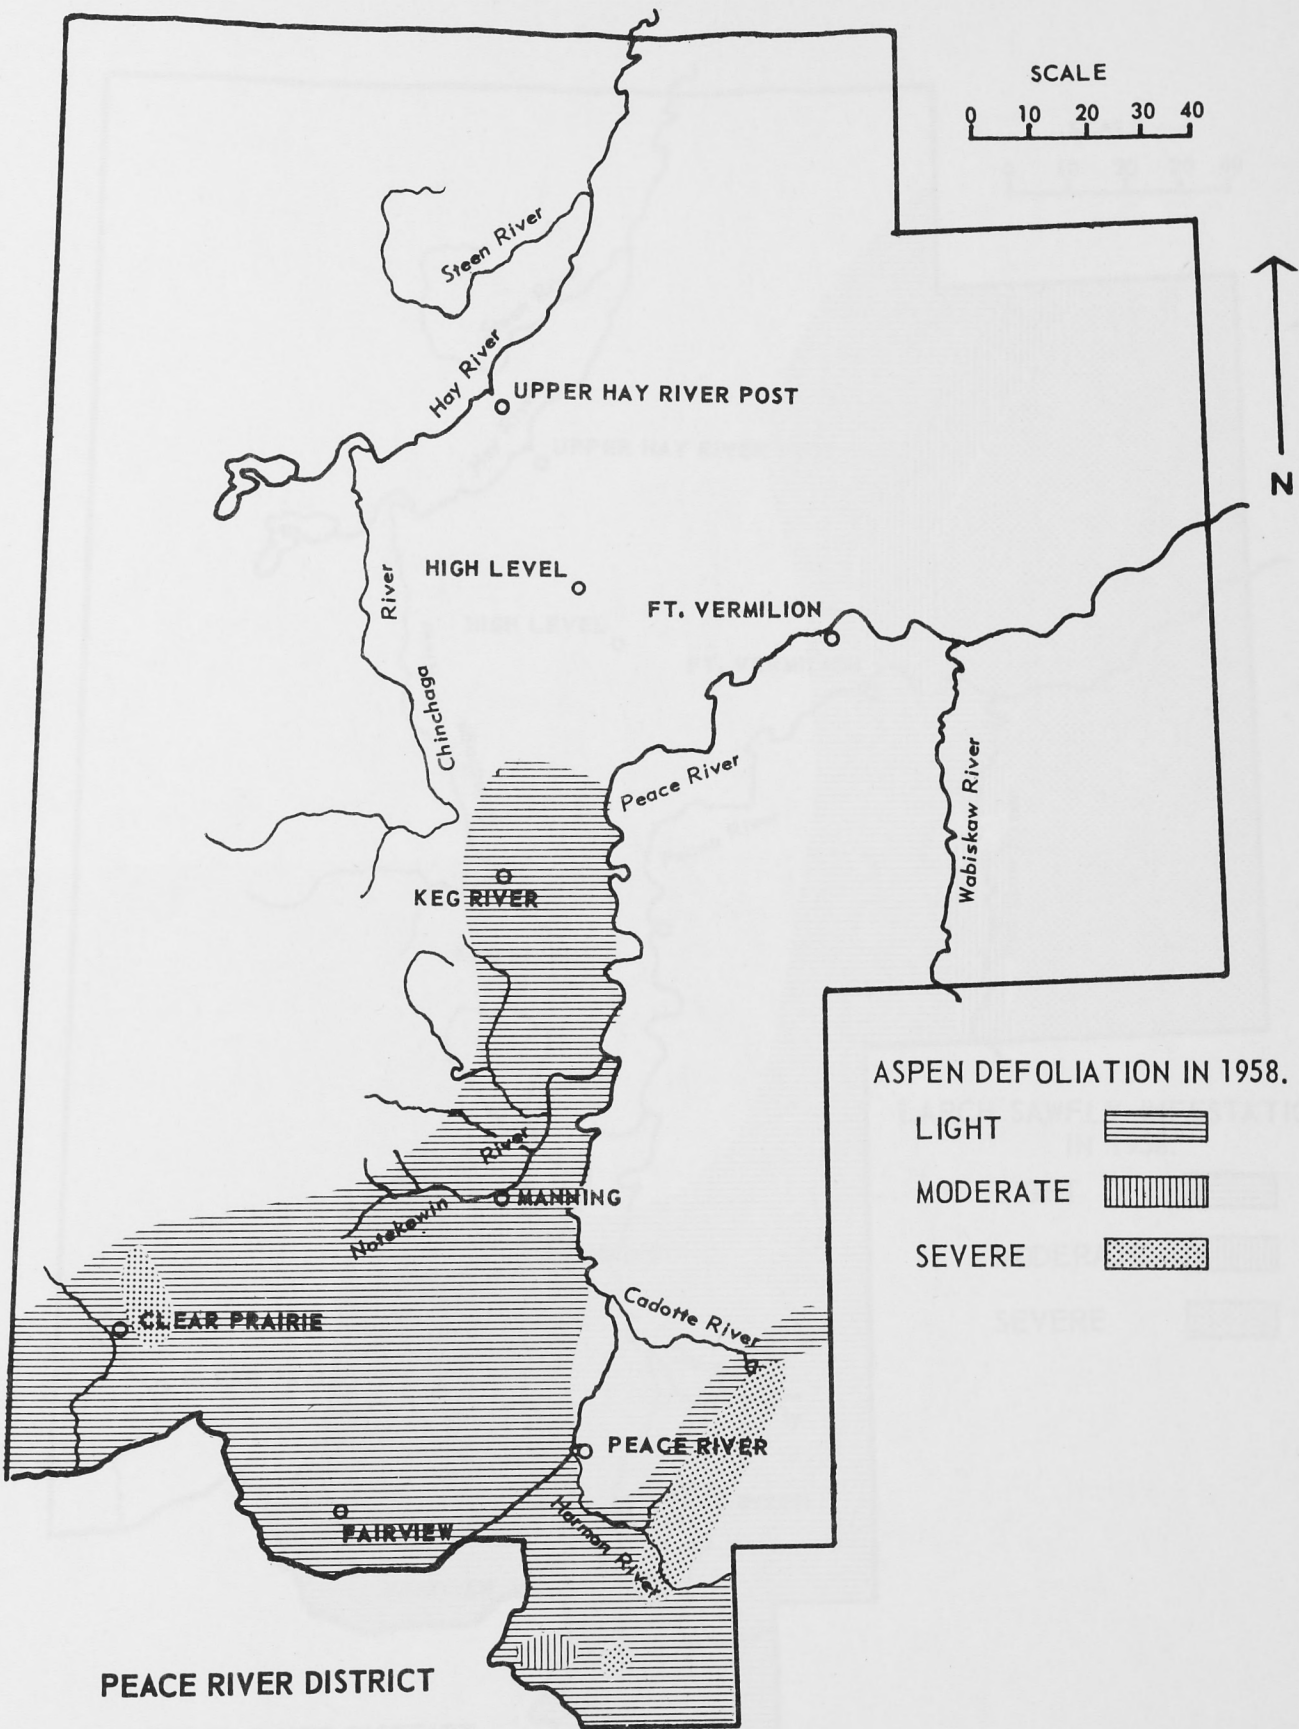 SCALE
0 10 20 30 40
Steen River
Hay River
UPPER HAY RIVER POST
N
HIGH LEVEL
River
FT. VERMILION
Chinchaga
Peace River
Wabiskaw River
KEG RIVER
ASPEN DEFOLIATION IN 1958.
LIGHT
River
MODERATE
MANNING
Notekewin
SEVERE
Cadotte River
CLEAR PRAIRIE
PEACE RIVER
FAIRVIEW
Harmon River
PEACE RIVER DISTRICT